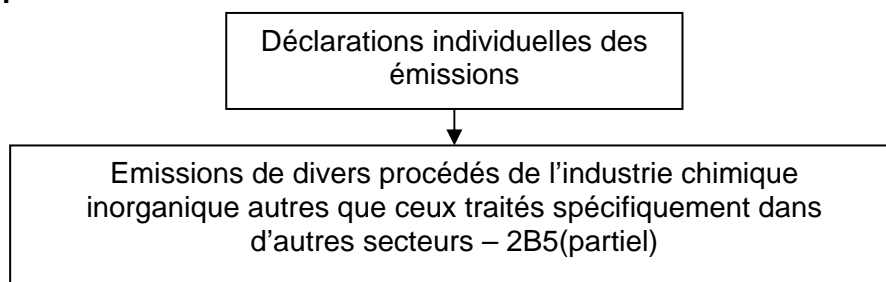 Déclarations individuelles des
émissions
Emissions de divers procédés de l'industrie chimique
inorganique autres que ceux traités spécifiquement dans
d'autres secteurs – 2B5(partiel)